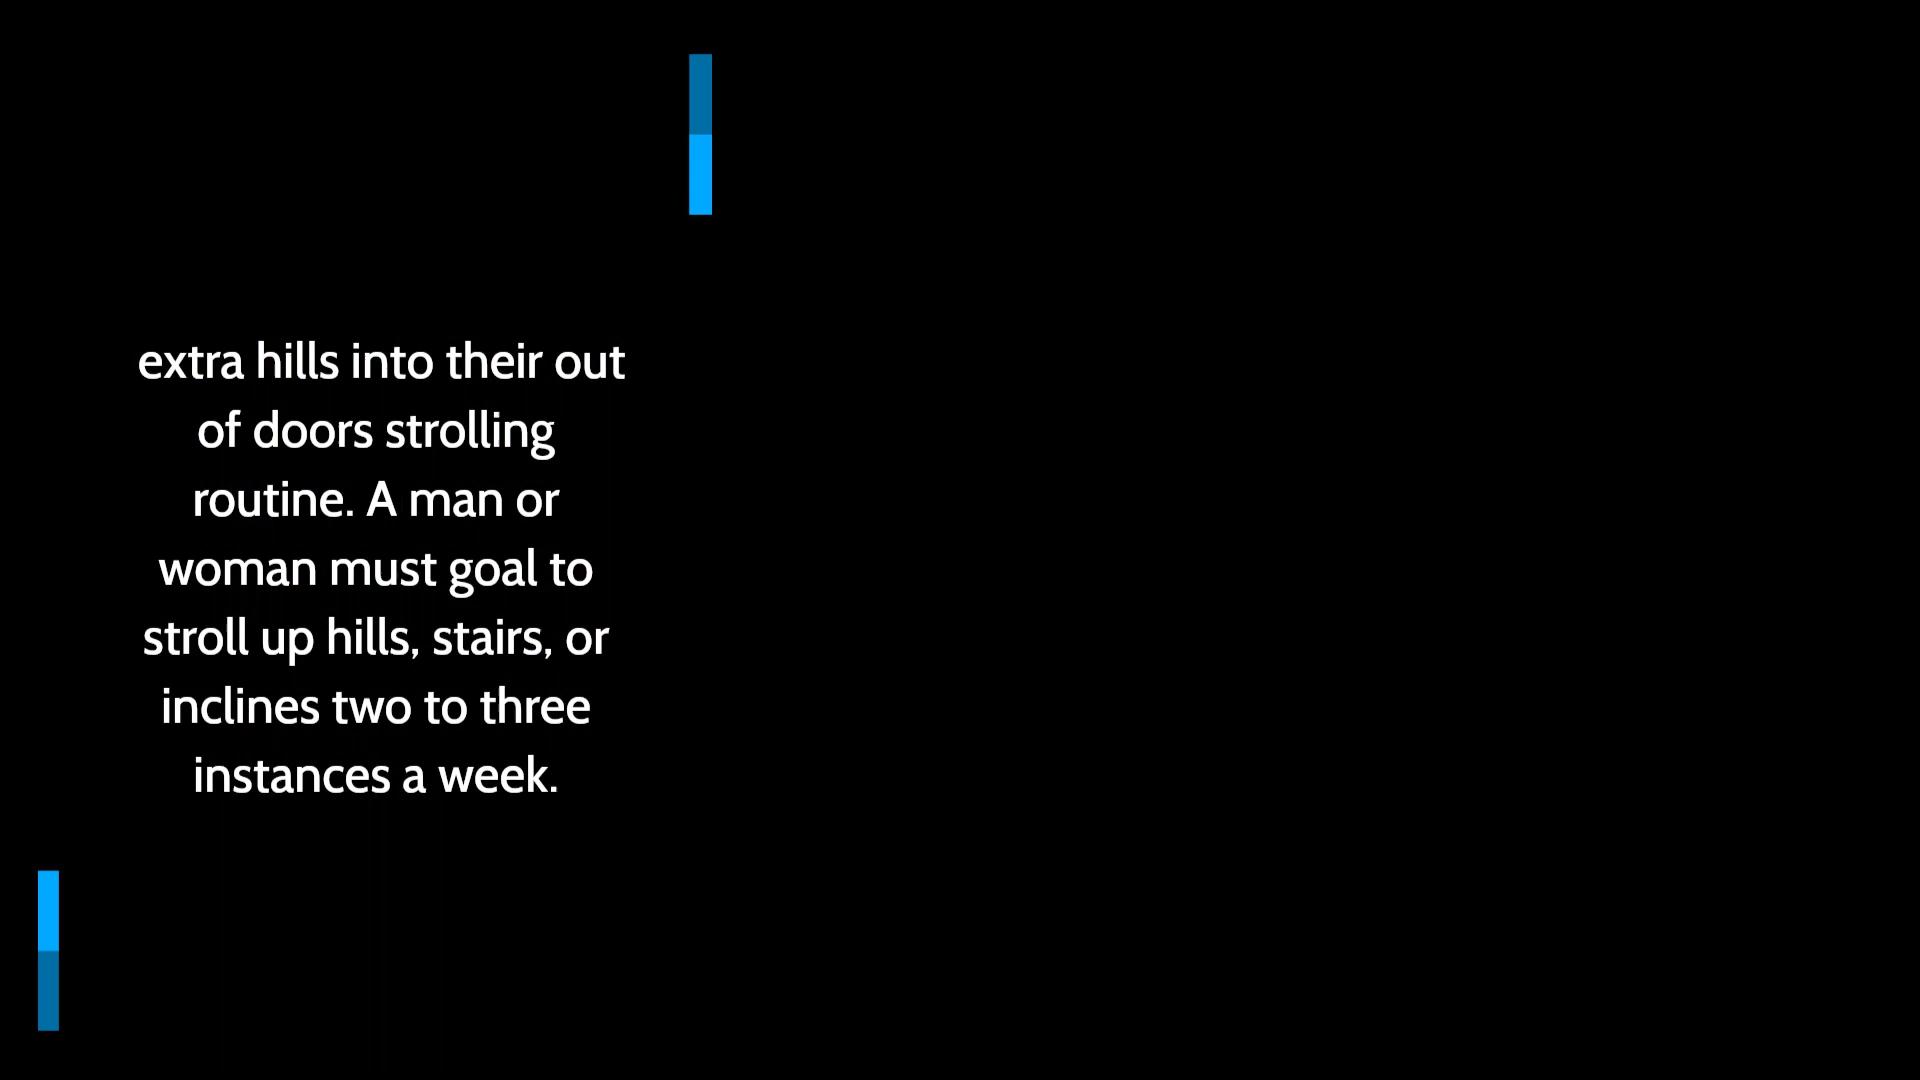 extra hills into their out
of doors strolling
routine. A man or
woman must goal to
stroll up hills, stairs, or
inclines two to three
instances a week.